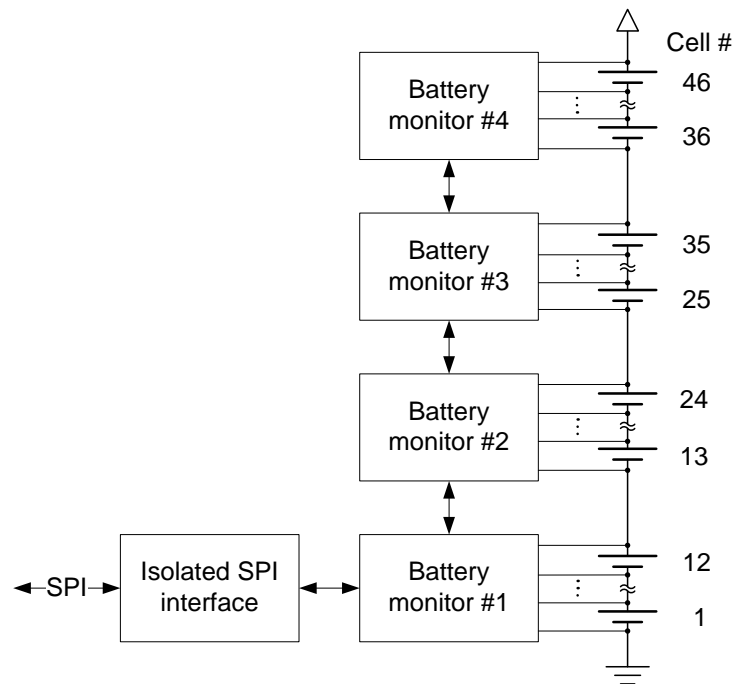 Cell #
Battery
monitor #4
46
36
Battery
monitor #3
35
25
Battery
monitor #2
24
13
SPI
Isolated SPI
interface
Battery
monitor #1
12
1